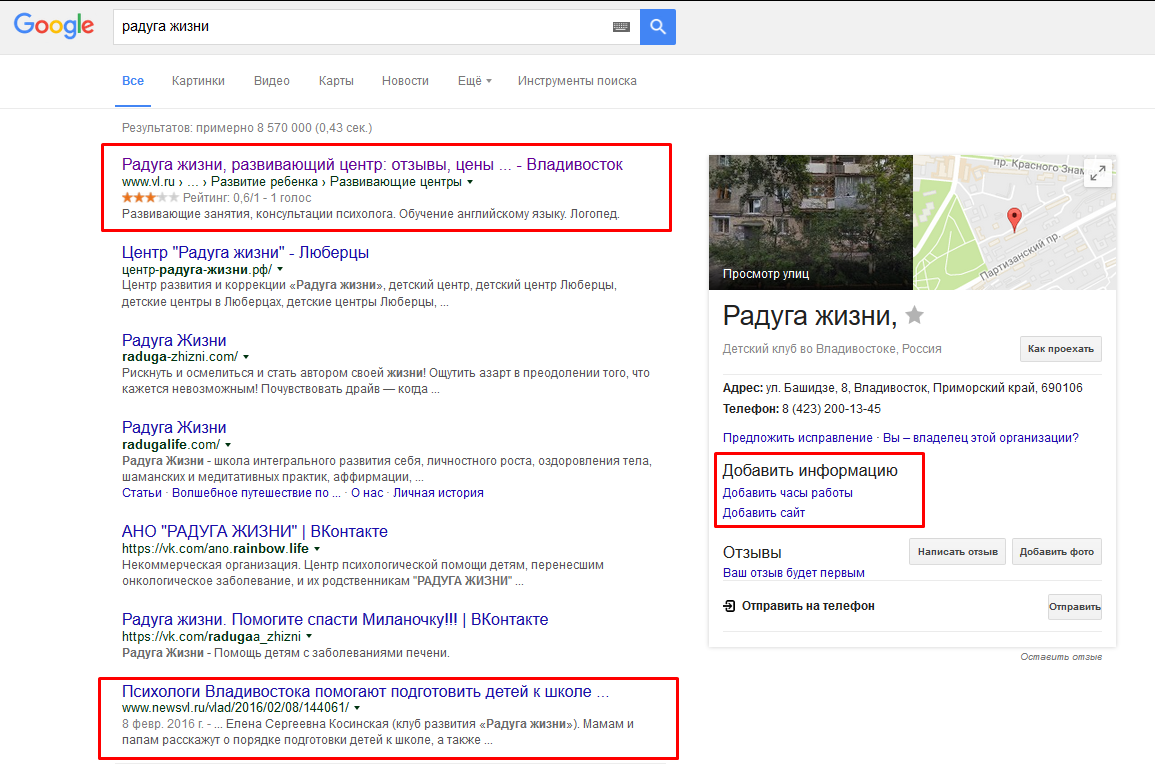 Google
радуга жизни
Все
Картинки
Видео
Карты
Новости
Ещё
Инструменты поиска
Результатов: примерно 8 570 000 (0,43 сек.)
Радуга жизни, развивающий центр: отзывы, цены ... - Владивосток
www.vl.ru › ... › Развитие ребенка › Развивающие центры
Рейтинг: 0,6/1 - 1 голос
Развивающие занятия, консультации психолога. Обучение английскому языку. Логопед.
Центр "Радуга жизни" - Люберцы
центр-радуга-жизни.рф/
Центр развития и коррекции «Радуга жизни», детский центр, детский центр Люберцы,
детские центры в Люберцах, детские центры Люберцы, ...
Радуга Жизни
raduga-zhizni.com/
Рискнуть и осмелиться и стать автором своей жизни! Ощутить азарт в преодолении того, что
кажется невозможным! Почувствовать драйв — когда ...
Радуга Жизни
radugalife.com/
Радуга Жизни - школа интегрального развития себя, личностного роста, оздоровления тела,
шаманских и медитативных практик, аффирмации, ...
Статьи · Волшебное путешествие по ... · О нас · Личная история
АНО "РАДУГА ЖИЗНИ" | ВКонтакте
https://vk.com/ano.rainbow.life
Некоммерческая организация. Центр психологической помощи детям, перенесшим
онкологическое заболевание, и их родственникам "РАДУГА ЖИЗНИ" ...
Радуга жизни. Помогите спасти Миланочку!!! | ВКонтакте
https://vk.com/radugaa_zhizni
Радуга Жизни - Помощь детям с заболеваниями печени.
Психологи Владивостока помогают подготовить детей к школе ...
www.newsvl.ru/vlad/2016/02/08/144061/
8 февр. 2016 г. - ... Елена Сергеевна Косинская (клуб развития «Радуга жизни»). Мамам и
папам расскажут о порядке подготовки детей к школе, а также ...
Просмотр улиц
пр. Красного Знам
Партизанский пр.
Радуга жизни,
Детский клуб во Владивостоке, Россия
Как проехать
Адрес: ул. Башидзе, 8, Владивосток, Приморский край, 690106
Телефон: 8 (423) 200-13-45
Предложить исправление · Вы – владелец этой организации?
Добавить информацию
Добавить часы работы
Добавить сайт
Отзывы
Написать отзыв
Добавить фото
Ваш отзыв будет первым
Отправить на телефон
Отправить
Оставить отзыв